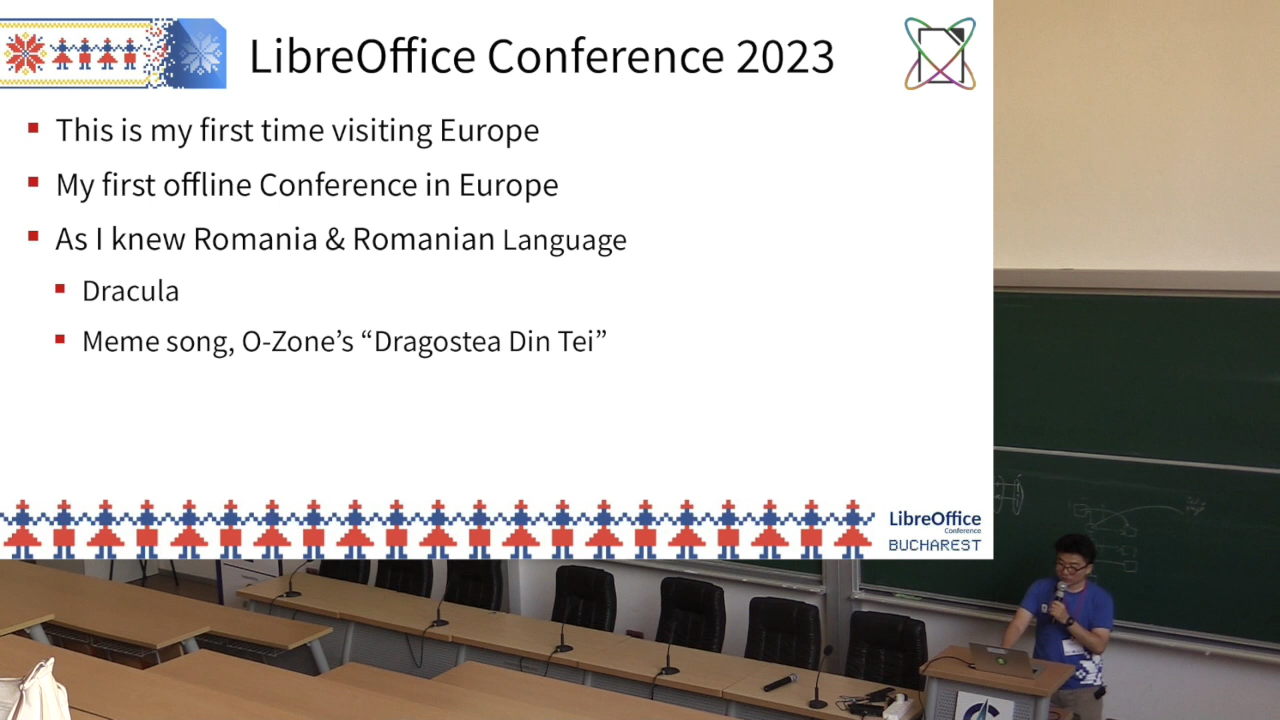 LibreOffice Conference 2023
This is my first time visiting Europe
My first offline Conference in Europe
As I knew Romania & Romanian Language
Dracula
Meme song, O-Zone’s “Dragostea Din Tei”
LibreOffice
Conference
BUCHAREST